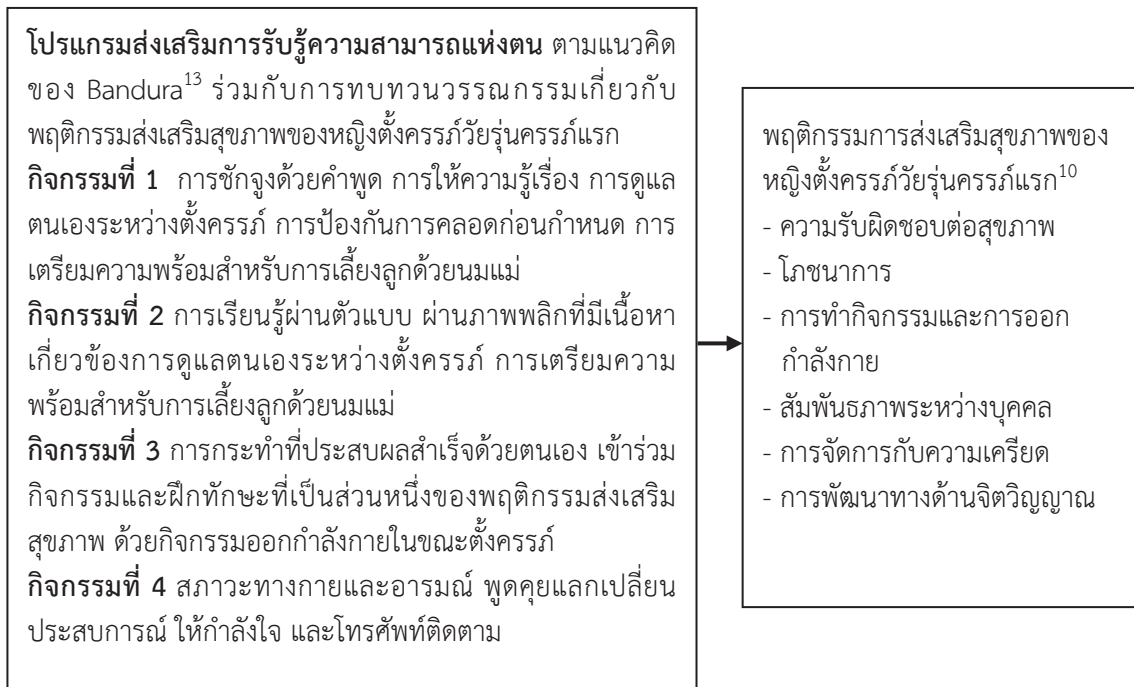 โปรแกรมส่งเสริมการรับรู้ความสามารถแห่งตน ตามแนวคิด
ของ Bandura13 ร่วมกับการทบทวนวรรณกรรมเกี่ยวกับ
พฤติกรรมส่งเสริมสุขภาพของหญิงตั้งครรภ์วัยรุ่นครรภ์แรก
กิจกรรมที่ 1 การชักจูงด้วยคำพูด การให้ความรู้เรื่อง การดูแล
ตนเองระหว่างตั้งครรภ์ การป้องกันการคลอดก่อนกำหนด การ
เตรียมความพร้อมสำหรับการเลี้ยงลูกด้วยนมแม่
กิจกรรมที่ 2 การเรียนรู้ผ่านตัวแบบ ผ่านภาพพลิกที่มีเนื้อหา
เกี่ยวข้องการดูแลตนเองระหว่างตั้งครรภ์ การเตรียมความ
พร้อมสำหรับการเลี้ยงลูกด้วยนมแม่
กิจกรรมที่ 3 การกระทำที่ประสบผลสำเร็จด้วยตนเอง เข้าร่วม
กิจกรรมและฝึกทักษะที่เป็นส่วนหนึ่งของพฤติกรรมส่งเสริม
สุขภาพ ด้วยกิจกรรมออกกำลังกายในขณะตั้งครรภ์
กิจกรรมที่ 4 สภาวะทางกายและอารมณ์ พูดคุยแลกเปลี่ยน
ประสบการณ์ ให้กำลังใจ และโทรศัพท์ติดตาม
พฤติกรรมการส่งเสริมสุขภาพของ
หญิงตั้งครรภ์วัยรุ่นครรภ์แรก10
- ความรับผิดชอบต่อสุขภาพ
- โภชนาการ
- การทำกิจกรรมและการออก
กำลังกาย
- สัมพันธภาพระหว่างบุคคล
- การจัดการกับความเครียด
- การพัฒนาทางด้านจิตวิญญาณ